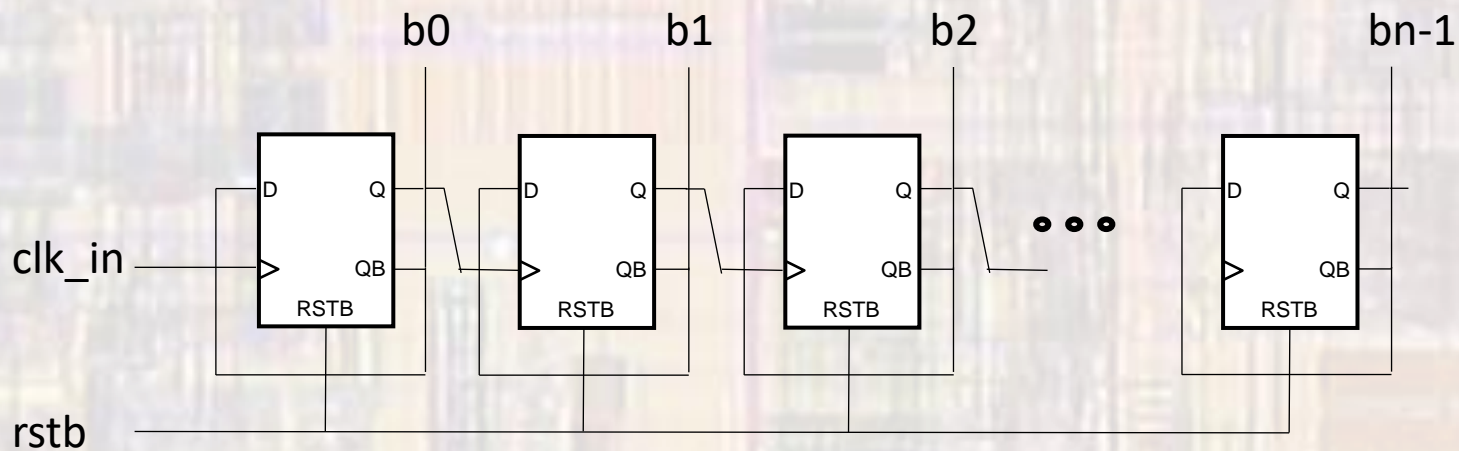 b0 b1 b2 bn-1
D Q D Q D Q D Q
clk_in QB QB QB QB
RSTB RSTB RSTB RSTB
rstb